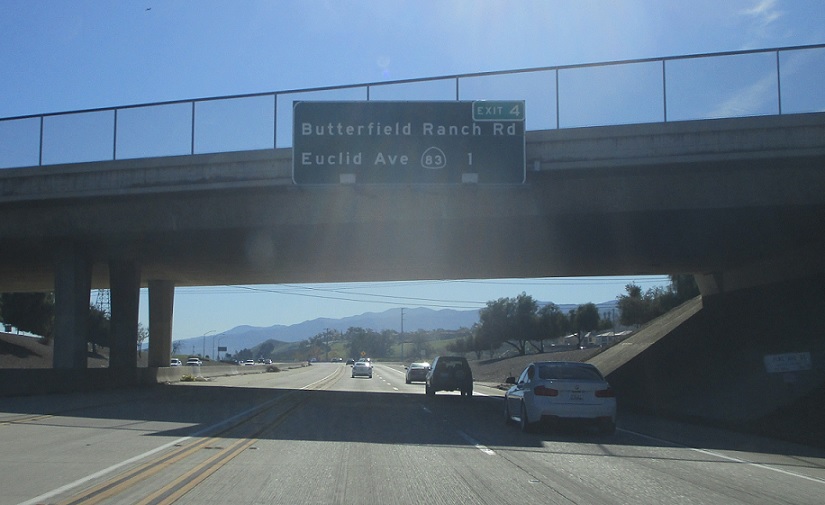 EXIT 4
Butterfield Ranch Rd
Euclid Ave 83 1